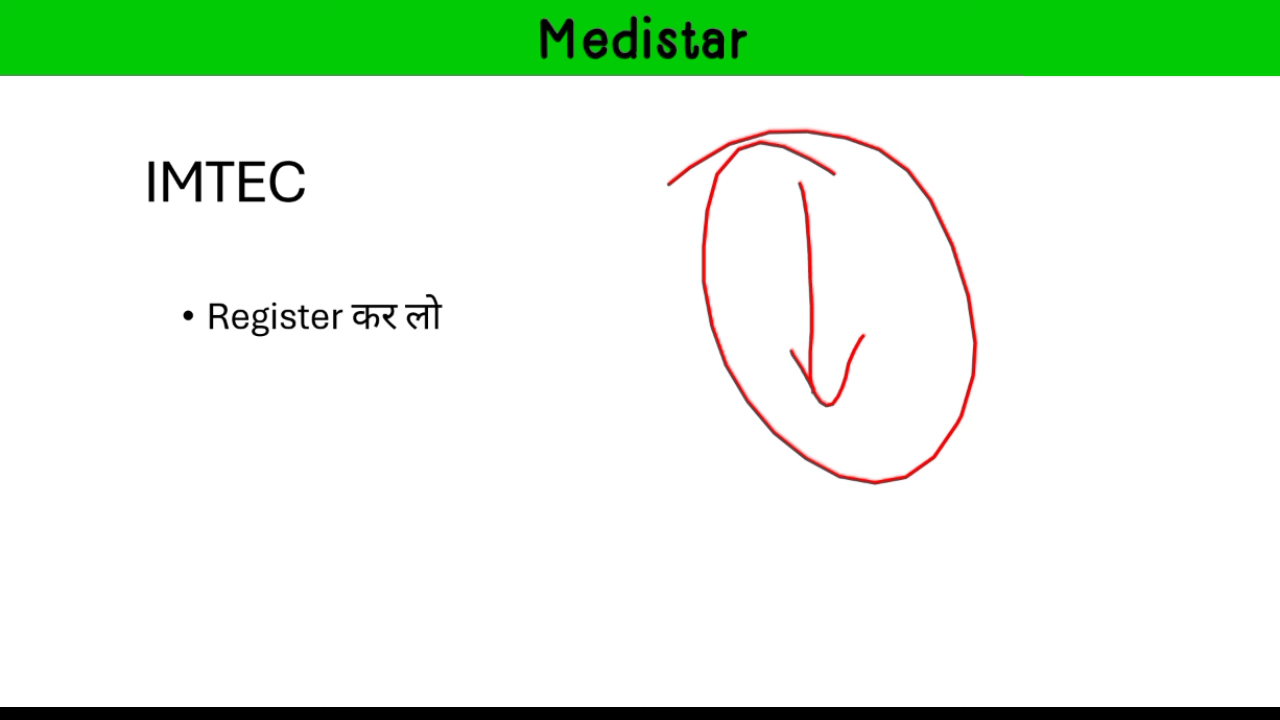 Medistar
IMTEC
• Register कर लो